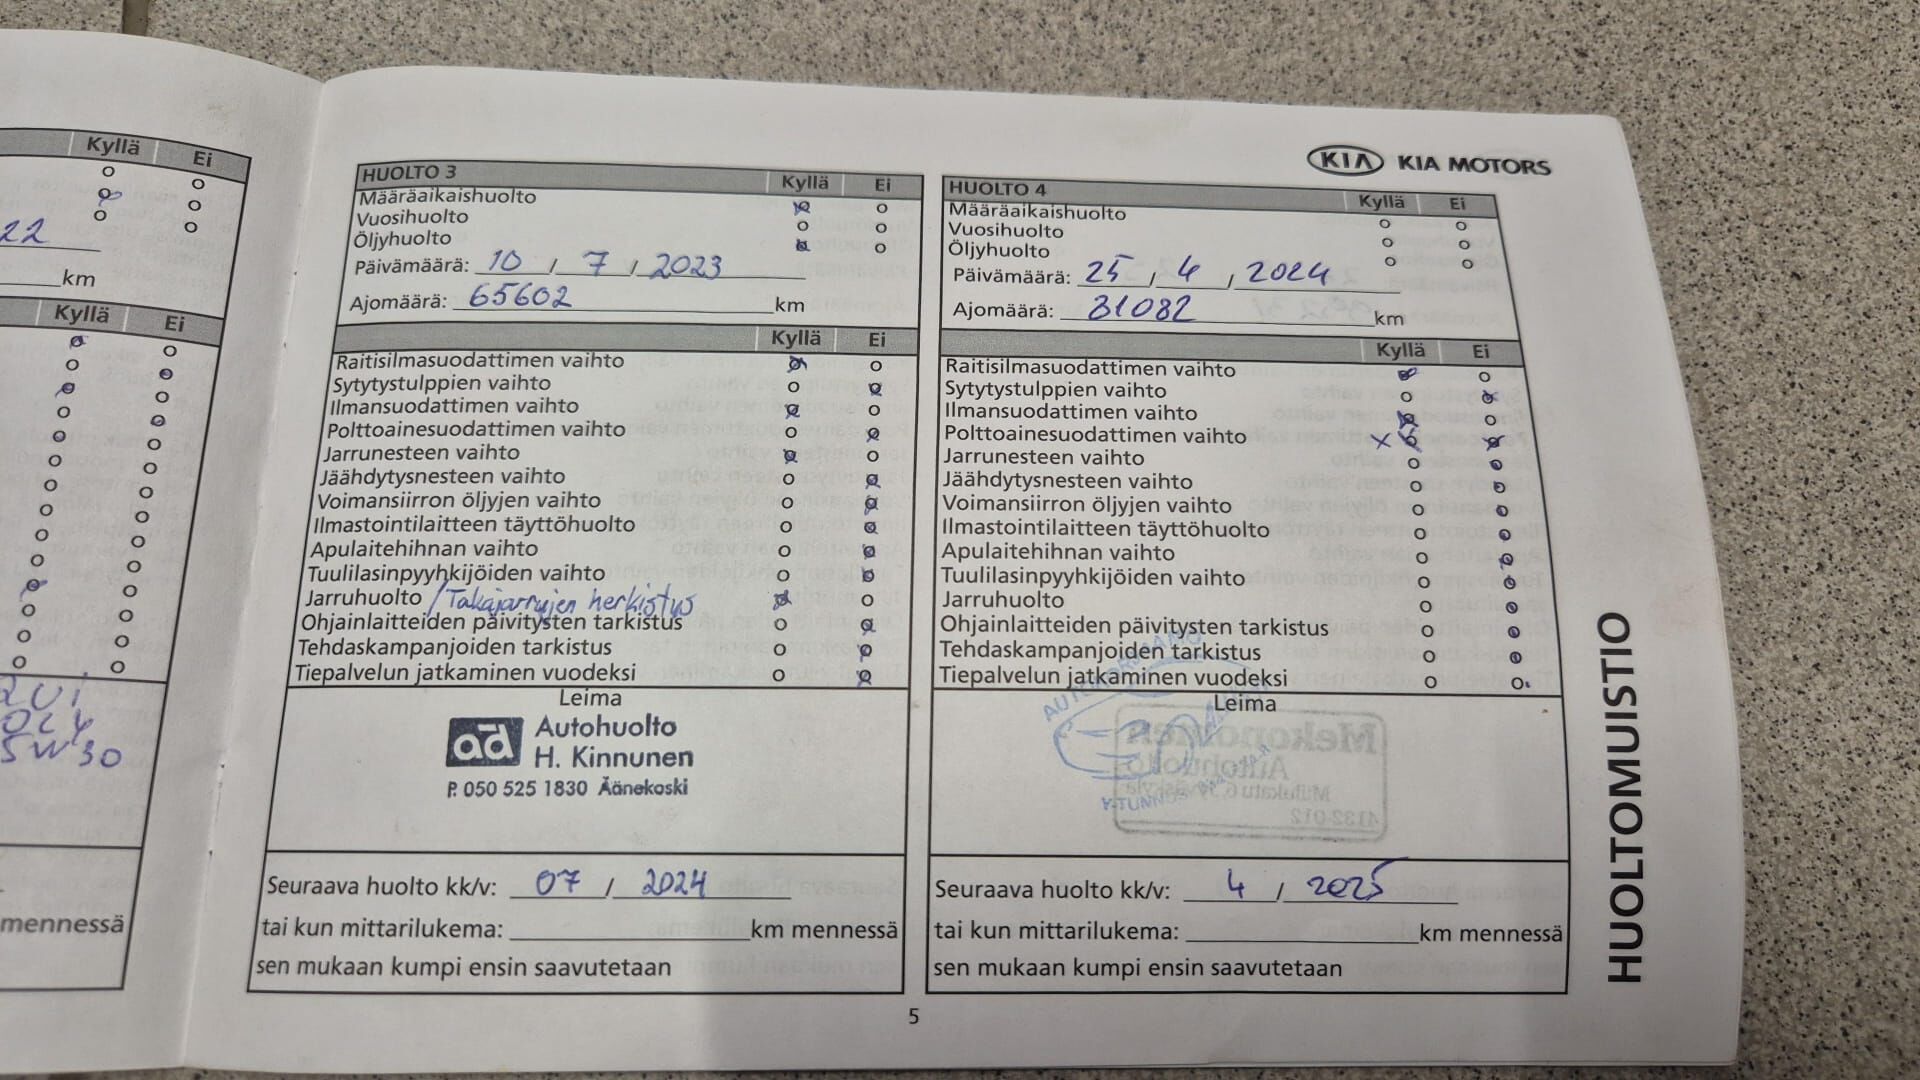 Kyllä Ei
22
km
Kyllä Ei
5W30
mennessä
KIA KIA MOTORS
HUOLTO 3 Kyllä Ei
Määräaikaishuolto
Vuosihuolto
Öljyhuolto
Päivämäärä: 10 / 7 / 2023
Ajomäärä: 65602 km
Kyllä Ei
Raitisilmasuodattimen vaihto
Sytytystulppien vaihto
Ilmansuodattimen vaihto
Polttoainesuodattimen vaihto
Jarrunesteen vaihto
Jäähdytysnesteen vaihto
Voimansiirron öljyjen vaihto
Ilmastointilaitteen täyttöhuolto
Apulaitehihnan vaihto
Tuulilasinpyyhkijöiden vaihto
Jarruhuolto /Takajarrujen herkistys
Ohjainlaitteiden päivitysten tarkistus
Tehdaskampanjoiden tarkistus
Tiepalvelun jatkaminen vuodeksi
Leima
ad Autohuolto
H. Kinnunen
P. 050 525 1830 Äänekoski
Seuraava huolto kk/v: 07 / 2024
tai kun mittarilukema: km mennessä
sen mukaan kumpi ensin saavutetaan
HUOLTO 4 Kyllä Ei
Määräaikaishuolto
Vuosihuolto
Öljyhuolto
Päivämäärä: 25 / 4 / 2024
Ajomäärä: 81082 km
Kyllä Ei
Raitisilmasuodattimen vaihto
Sytytystulppien vaihto
Ilmansuodattimen vaihto
Polttoainesuodattimen vaihto
Jarrunesteen vaihto
Jäähdytysnesteen vaihto
Voimansiirron öljyjen vaihto
Ilmastointilaitteen täyttöhuolto
Apulaitehihnan vaihto
Tuulilasinpyyhkijöiden vaihto
Jarruhuolto
Ohjainlaitteiden päivitysten tarkistus
Tehdaskampanjoiden tarkistus
Tiepalvelun jatkaminen vuodeksi
Leima
AUTOKORJAAMO
Y-TUNNUS
Seuraava huolto kk/v: 4 / 2025
tai kun mittarilukema: km mennessä
sen mukaan kumpi ensin saavutetaan
HUOLTOMUISTIO
5